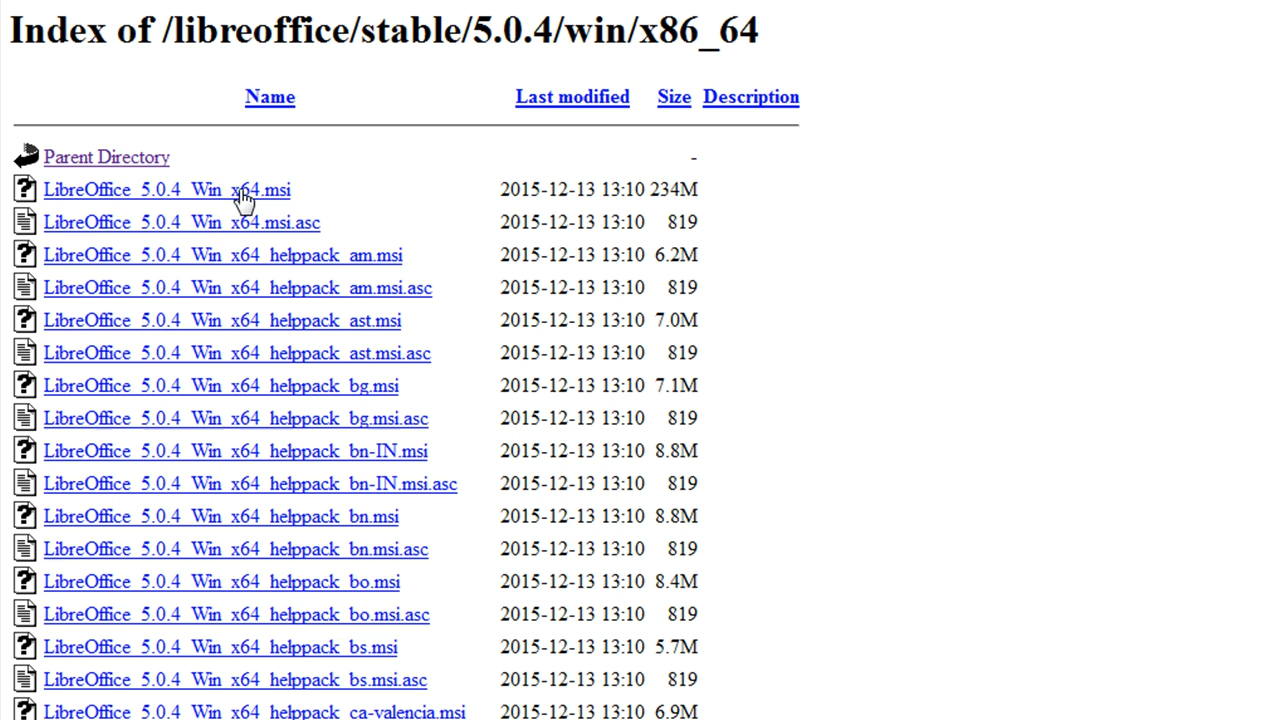 Index of /libreoffice/stable/5.0.4/win/x86_64
Name Last modified Size Description
Parent Directory -
LibreOffice_5.0.4_Win_x64.msi 2015-12-13 13:10 234M
LibreOffice_5.0.4_Win_x64.msi.asc 2015-12-13 13:10 819
LibreOffice_5.0.4_Win_x64_helppack_am.msi 2015-12-13 13:10 6.2M
LibreOffice_5.0.4_Win_x64_helppack_am.msi.asc 2015-12-13 13:10 819
LibreOffice_5.0.4_Win_x64_helppack_ast.msi 2015-12-13 13:10 7.0M
LibreOffice_5.0.4_Win_x64_helppack_ast.msi.asc 2015-12-13 13:10 819
LibreOffice_5.0.4_Win_x64_helppack_bg.msi 2015-12-13 13:10 7.1M
LibreOffice_5.0.4_Win_x64_helppack_bg.msi.asc 2015-12-13 13:10 819
LibreOffice_5.0.4_Win_x64_helppack_bn-IN.msi 2015-12-13 13:10 8.8M
LibreOffice_5.0.4_Win_x64_helppack_bn-IN.msi.asc 2015-12-13 13:10 819
LibreOffice_5.0.4_Win_x64_helppack_bn.msi 2015-12-13 13:10 8.8M
LibreOffice_5.0.4_Win_x64_helppack_bn.msi.asc 2015-12-13 13:10 819
LibreOffice_5.0.4_Win_x64_helppack_bo.msi 2015-12-13 13:10 8.4M
LibreOffice_5.0.4_Win_x64_helppack_bo.msi.asc 2015-12-13 13:10 819
LibreOffice_5.0.4_Win_x64_helppack_bs.msi 2015-12-13 13:10 5.7M
LibreOffice_5.0.4_Win_x64_helppack_bs.msi.asc 2015-12-13 13:10 819
LibreOffice_5.0.4_Win_x64_helppack_ca-valencia.msi 2015-12-13 13:10 6.9M